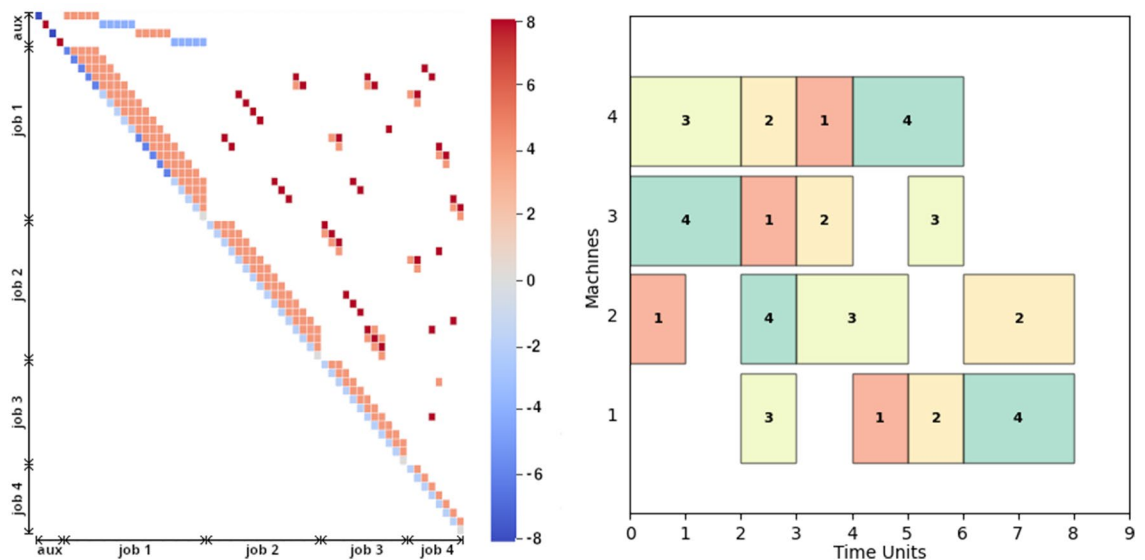 aux
job 1
job 2
job 3
job 4
aux
job 1
job 2
job 3
job 4
8
6
4
2
0
-2
-4
-6
-8
Machines
4
3
2
1
3 2 1 4
4 1 2 3
1 4 3 2
3 1 2 4
0 1 2 3 4 5 6 7 8 9
Time Units